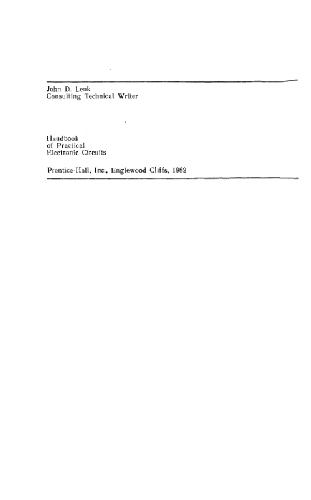 John D. Lenk
Consulting Technical Writer
Handbook
of Practical
Electronic Circuits
Prentice-Hall, Inc., Englewood Cliffs, 1982